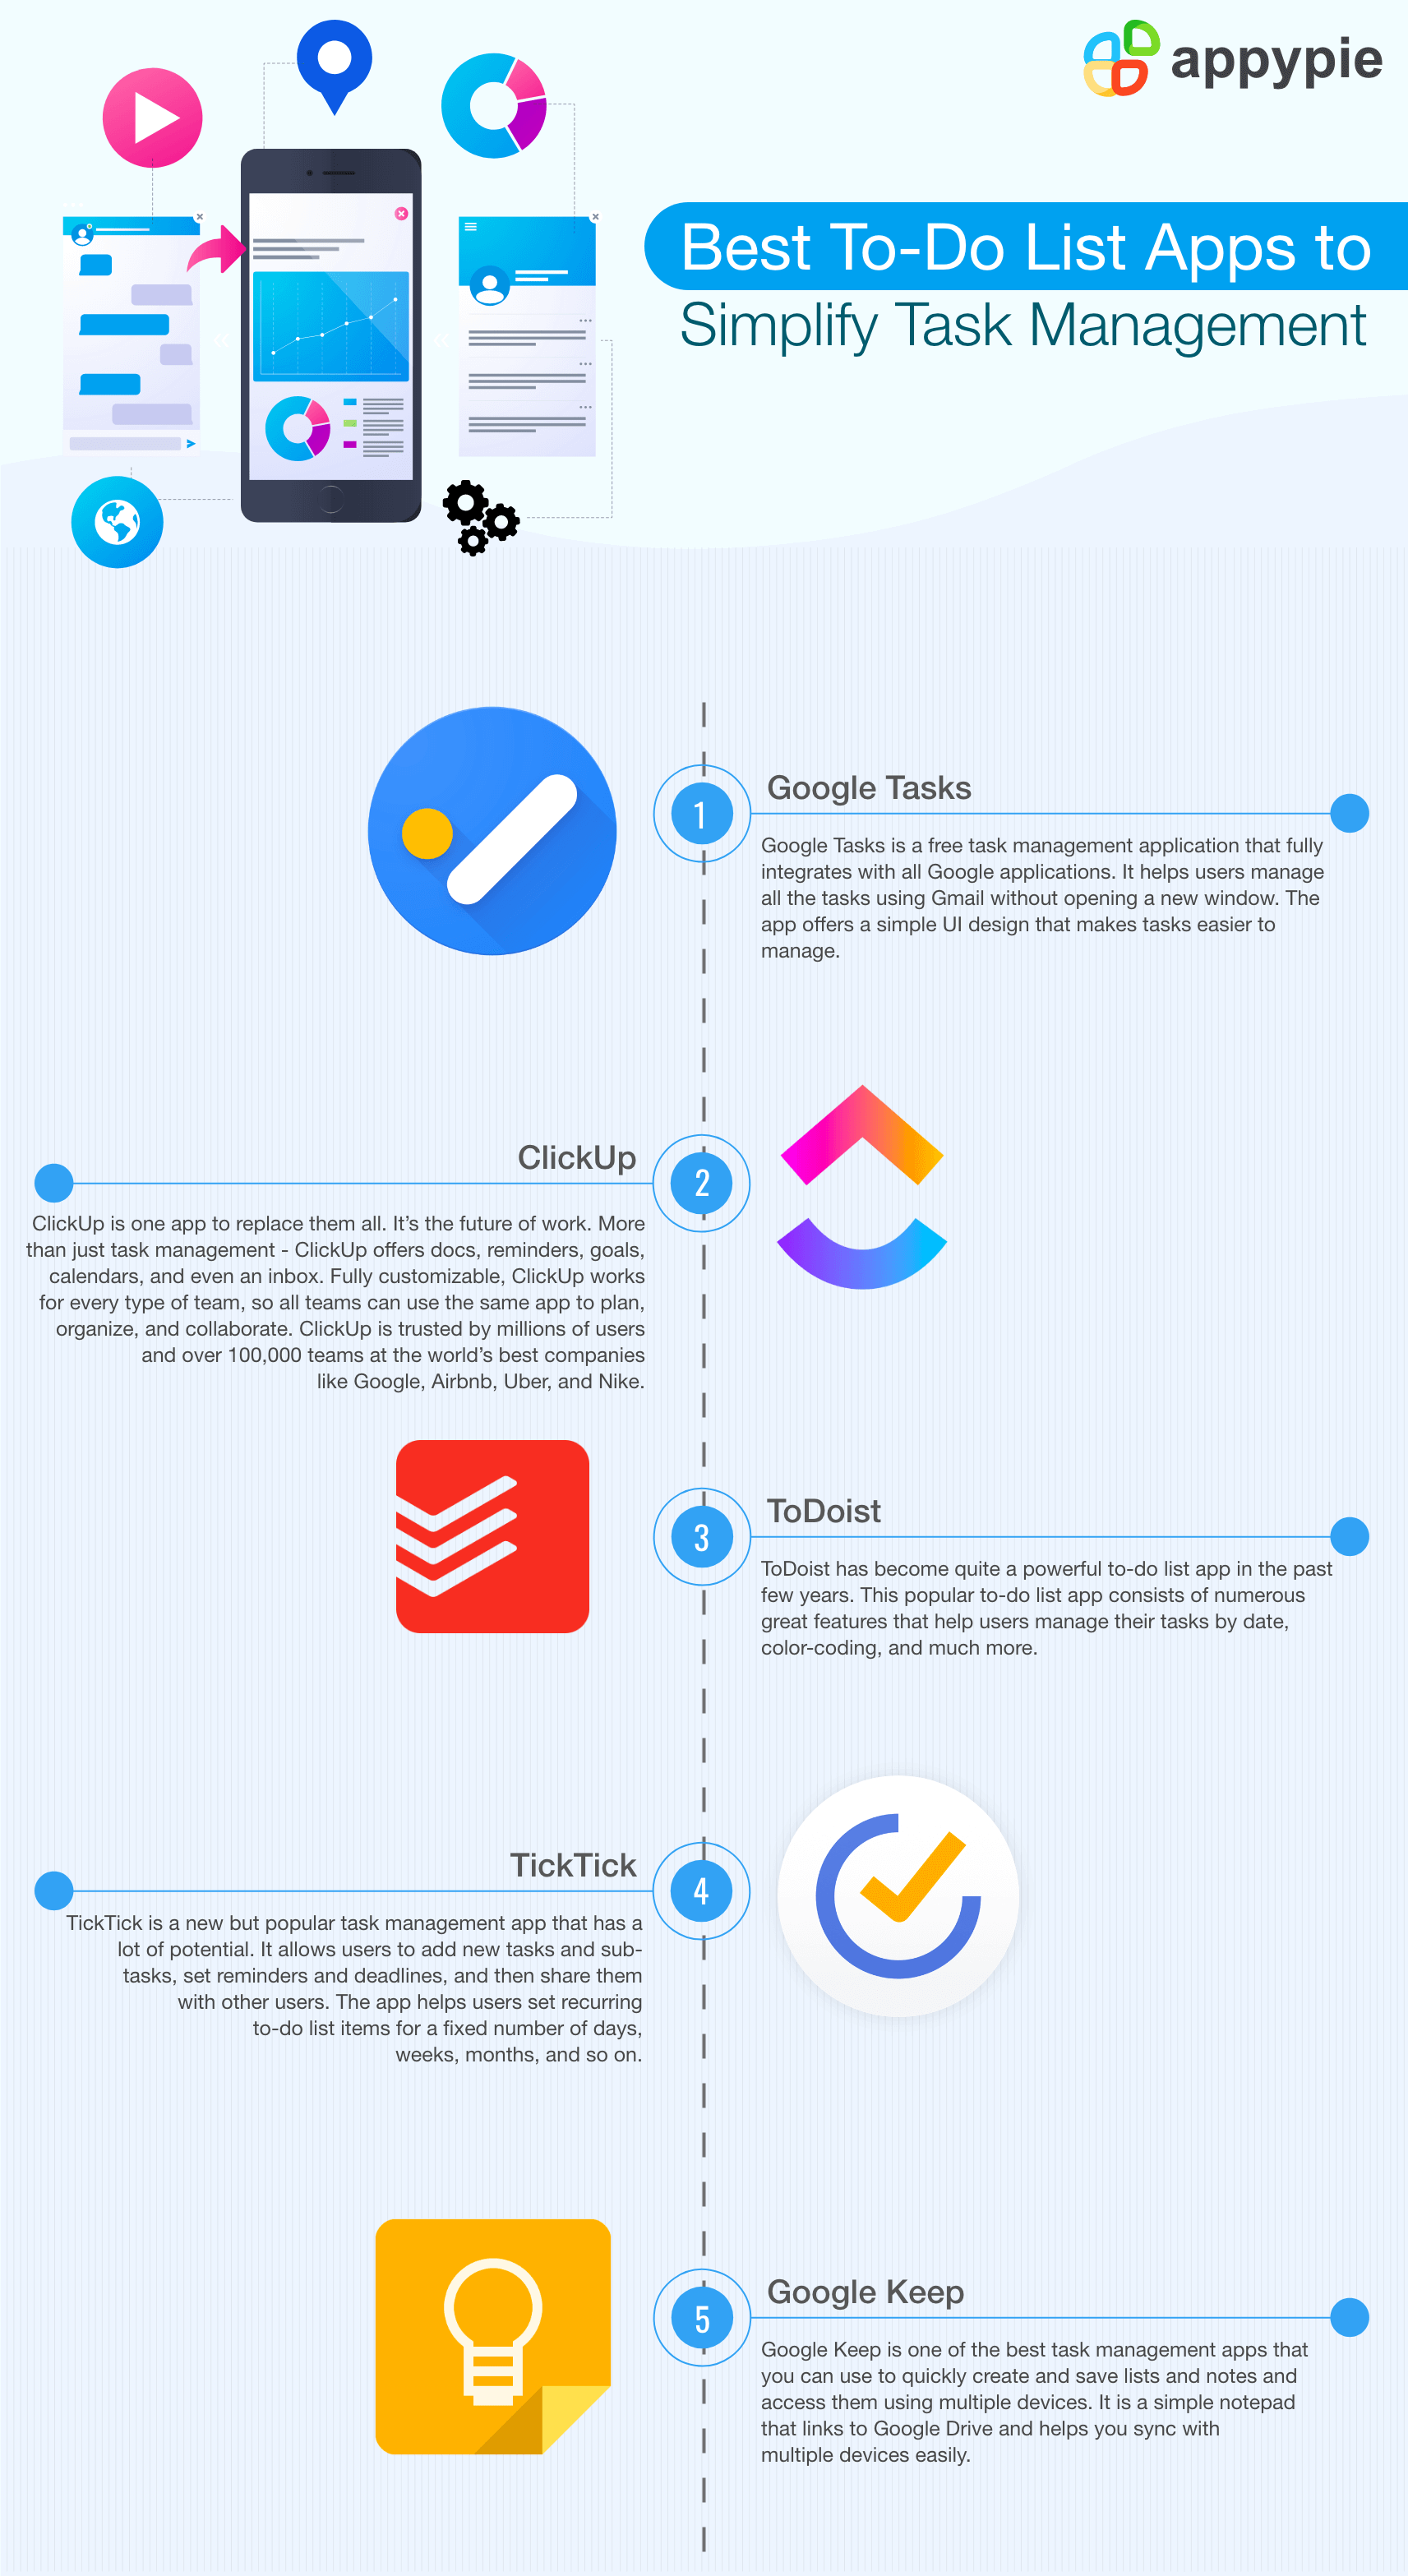 appypie
Best To-Do List Apps to
Simplify Task Management
1
Google Tasks
Google Tasks is a free task management application that fully
integrates with all Google applications. It helps users manage
all the tasks using Gmail without opening a new window. The
app offers a simple UI design that makes tasks easier to
manage.
ClickUp
2
ClickUp is one app to replace them all. It’s the future of work. More
than just task management - ClickUp offers docs, reminders, goals,
calendars, and even an inbox. Fully customizable, ClickUp works
for every type of team, so all teams can use the same app to plan,
organize, and collaborate. ClickUp is trusted by millions of users
and over 100,000 teams at the world’s best companies
like Google, Airbnb, Uber, and Nike.
3
ToDoist
ToDoist has become quite a powerful to-do list app in the past
few years. This popular to-do list app consists of numerous
great features that help users manage their tasks by date,
color-coding, and much more.
TickTick
4
TickTick is a new but popular task management app that has a
lot of potential. It allows users to add new tasks and sub-
tasks, set reminders and deadlines, and then share them
with other users. The app helps users set recurring
to-do list items for a fixed number of days,
weeks, months, and so on.
5
Google Keep
Google Keep is one of the best task management apps that
you can use to quickly create and save lists and notes and
access them using multiple devices. It is a simple notepad
that links to Google Drive and helps you sync with
multiple devices easily.